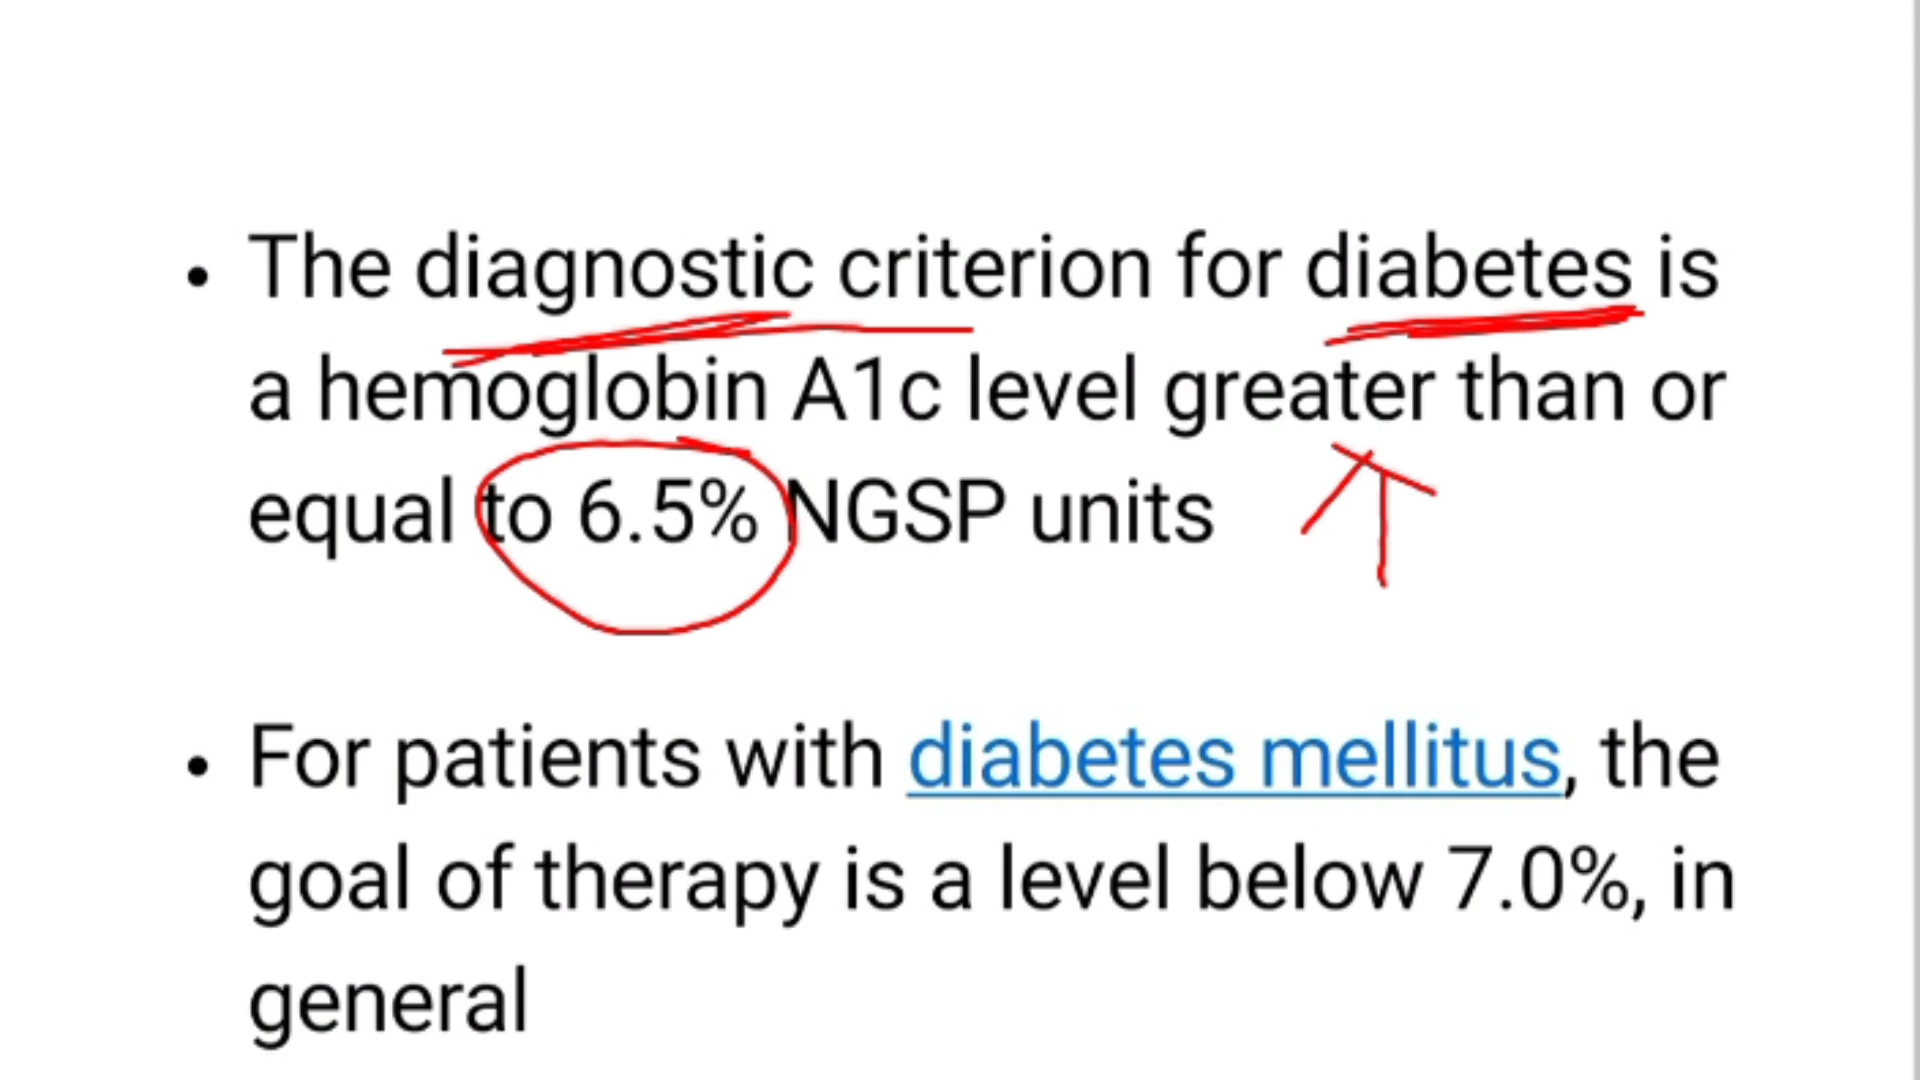 • The diagnostic criterion for diabetes is
a hemoglobin A1c level greater than or
equal to 6.5% NGSP units
• For patients with diabetes mellitus, the
goal of therapy is a level below 7.0%, in
general